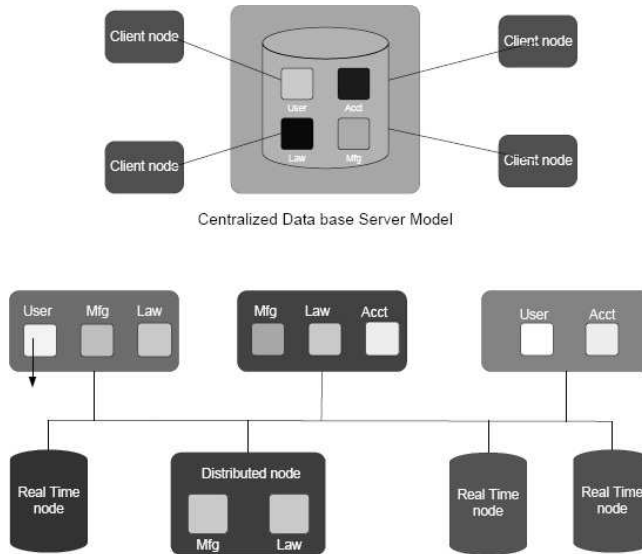 Client node
Client node
User
Acct
Law
Mfg
Client node
Client node
Centralized Data base Server Model
User Mfg Law
Mfg Law Acct
User Acct
Real Time
node
Distributed node
Mfg Law
Real Time
node
Real Time
node